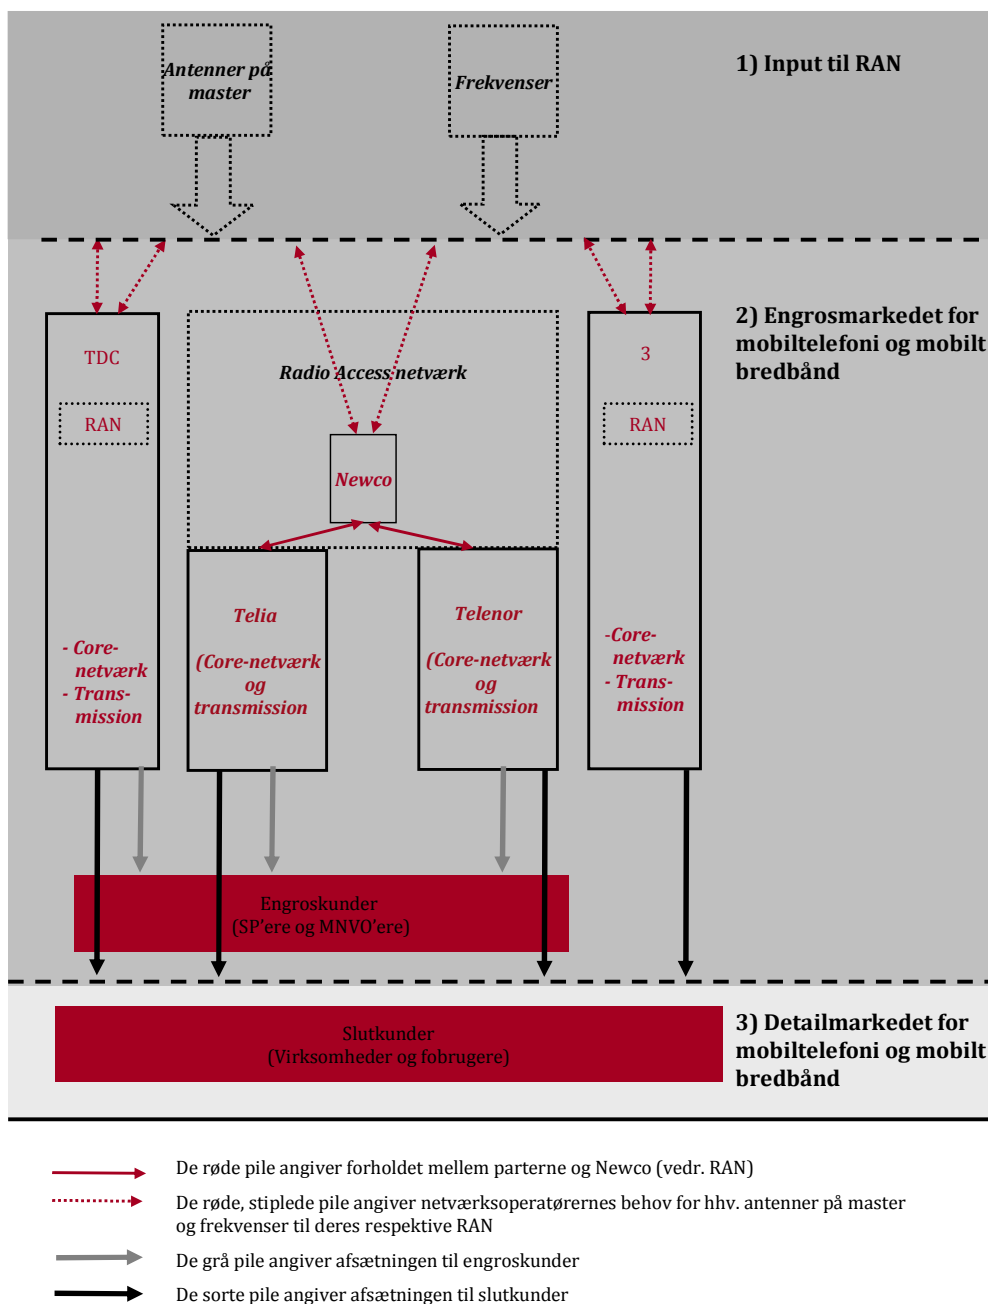 Antenner på
master
Frekvenser
1) Input til RAN
2) Engrosmarkedet for
mobiltelefoni og mobilt
bredbånd
TDC
RAN
- Core-
netværk
- Trans-
mission
Radio Access netværk
Newco
Telia
(Core-netværk
og
transmission)
Telenor
(Core-netværk
og
transmission)
3
RAN
-Core-
netværk
- Trans-
mission
Engroskunder
(SP'ere og MNVO'ere)
Slutkunder
(Virksomheder og fobrugere)
3) Detailmarkedet for
mobiltelefoni og mobilt
bredbånd
De røde pile angiver forholdet mellem parterne og Newco (vedr. RAN)
De røde, stiplede pile angiver netværksoperatørernes behov for hhv. antenner på master
og frekvenser til deres respektive RAN
De grå pile angiver afsætningen til engroskunder
De sorte pile angiver afsætningen til slutkunder